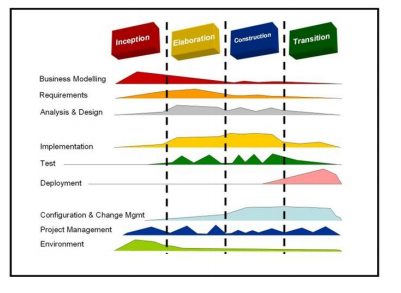 Inception
Elaboration
Construction
Transition
Business Modelling
Requirements
Analysis & Design
Implementation
Test
Deployment
Configuration & Change Mgmt
Project Management
Environment